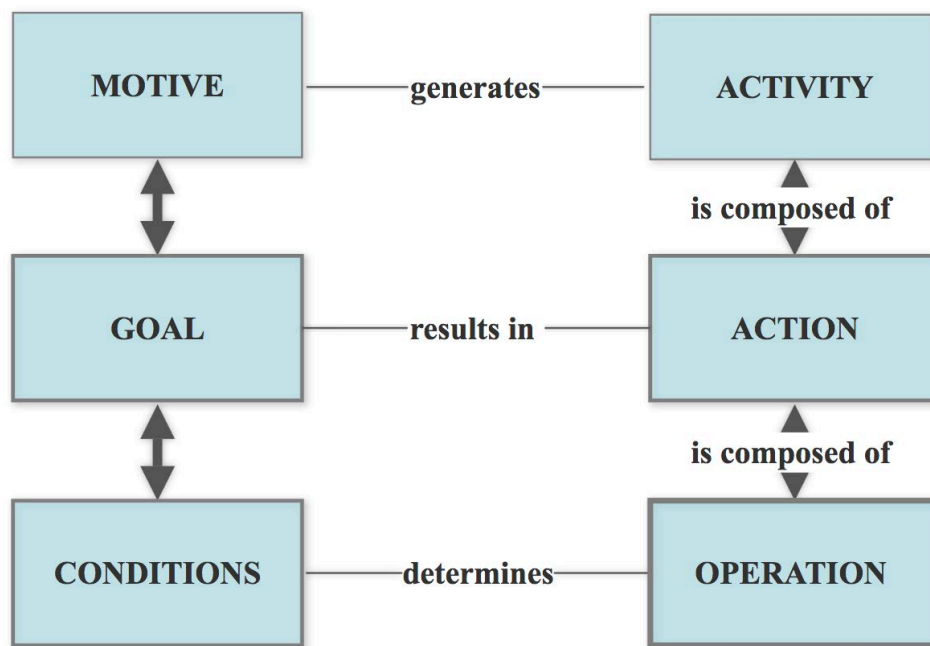 MOTIVE
generates
ACTIVITY
is composed of
GOAL
results in
ACTION
is composed of
CONDITIONS
determines
OPERATION